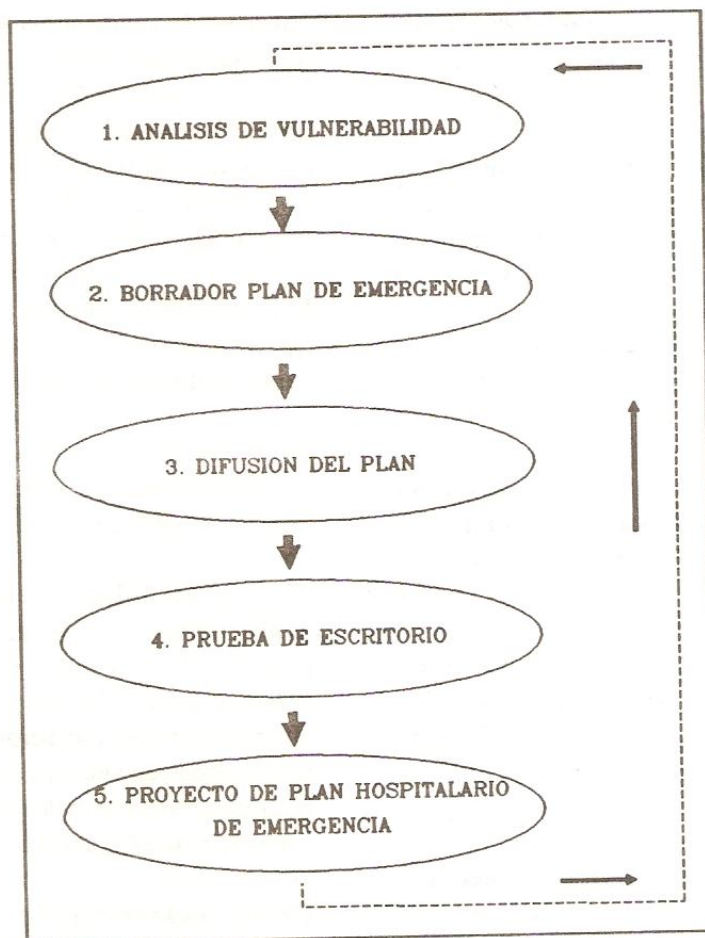 1. ANALISIS DE VULNERABILIDAD
2. BORRADOR PLAN DE EMERGENCIA
3. DIFUSION DEL PLAN
4. PRUEBA DE ESCRITORIO
5. PROYECTO DE PLAN HOSPITALARIO
DE EMERGENCIA